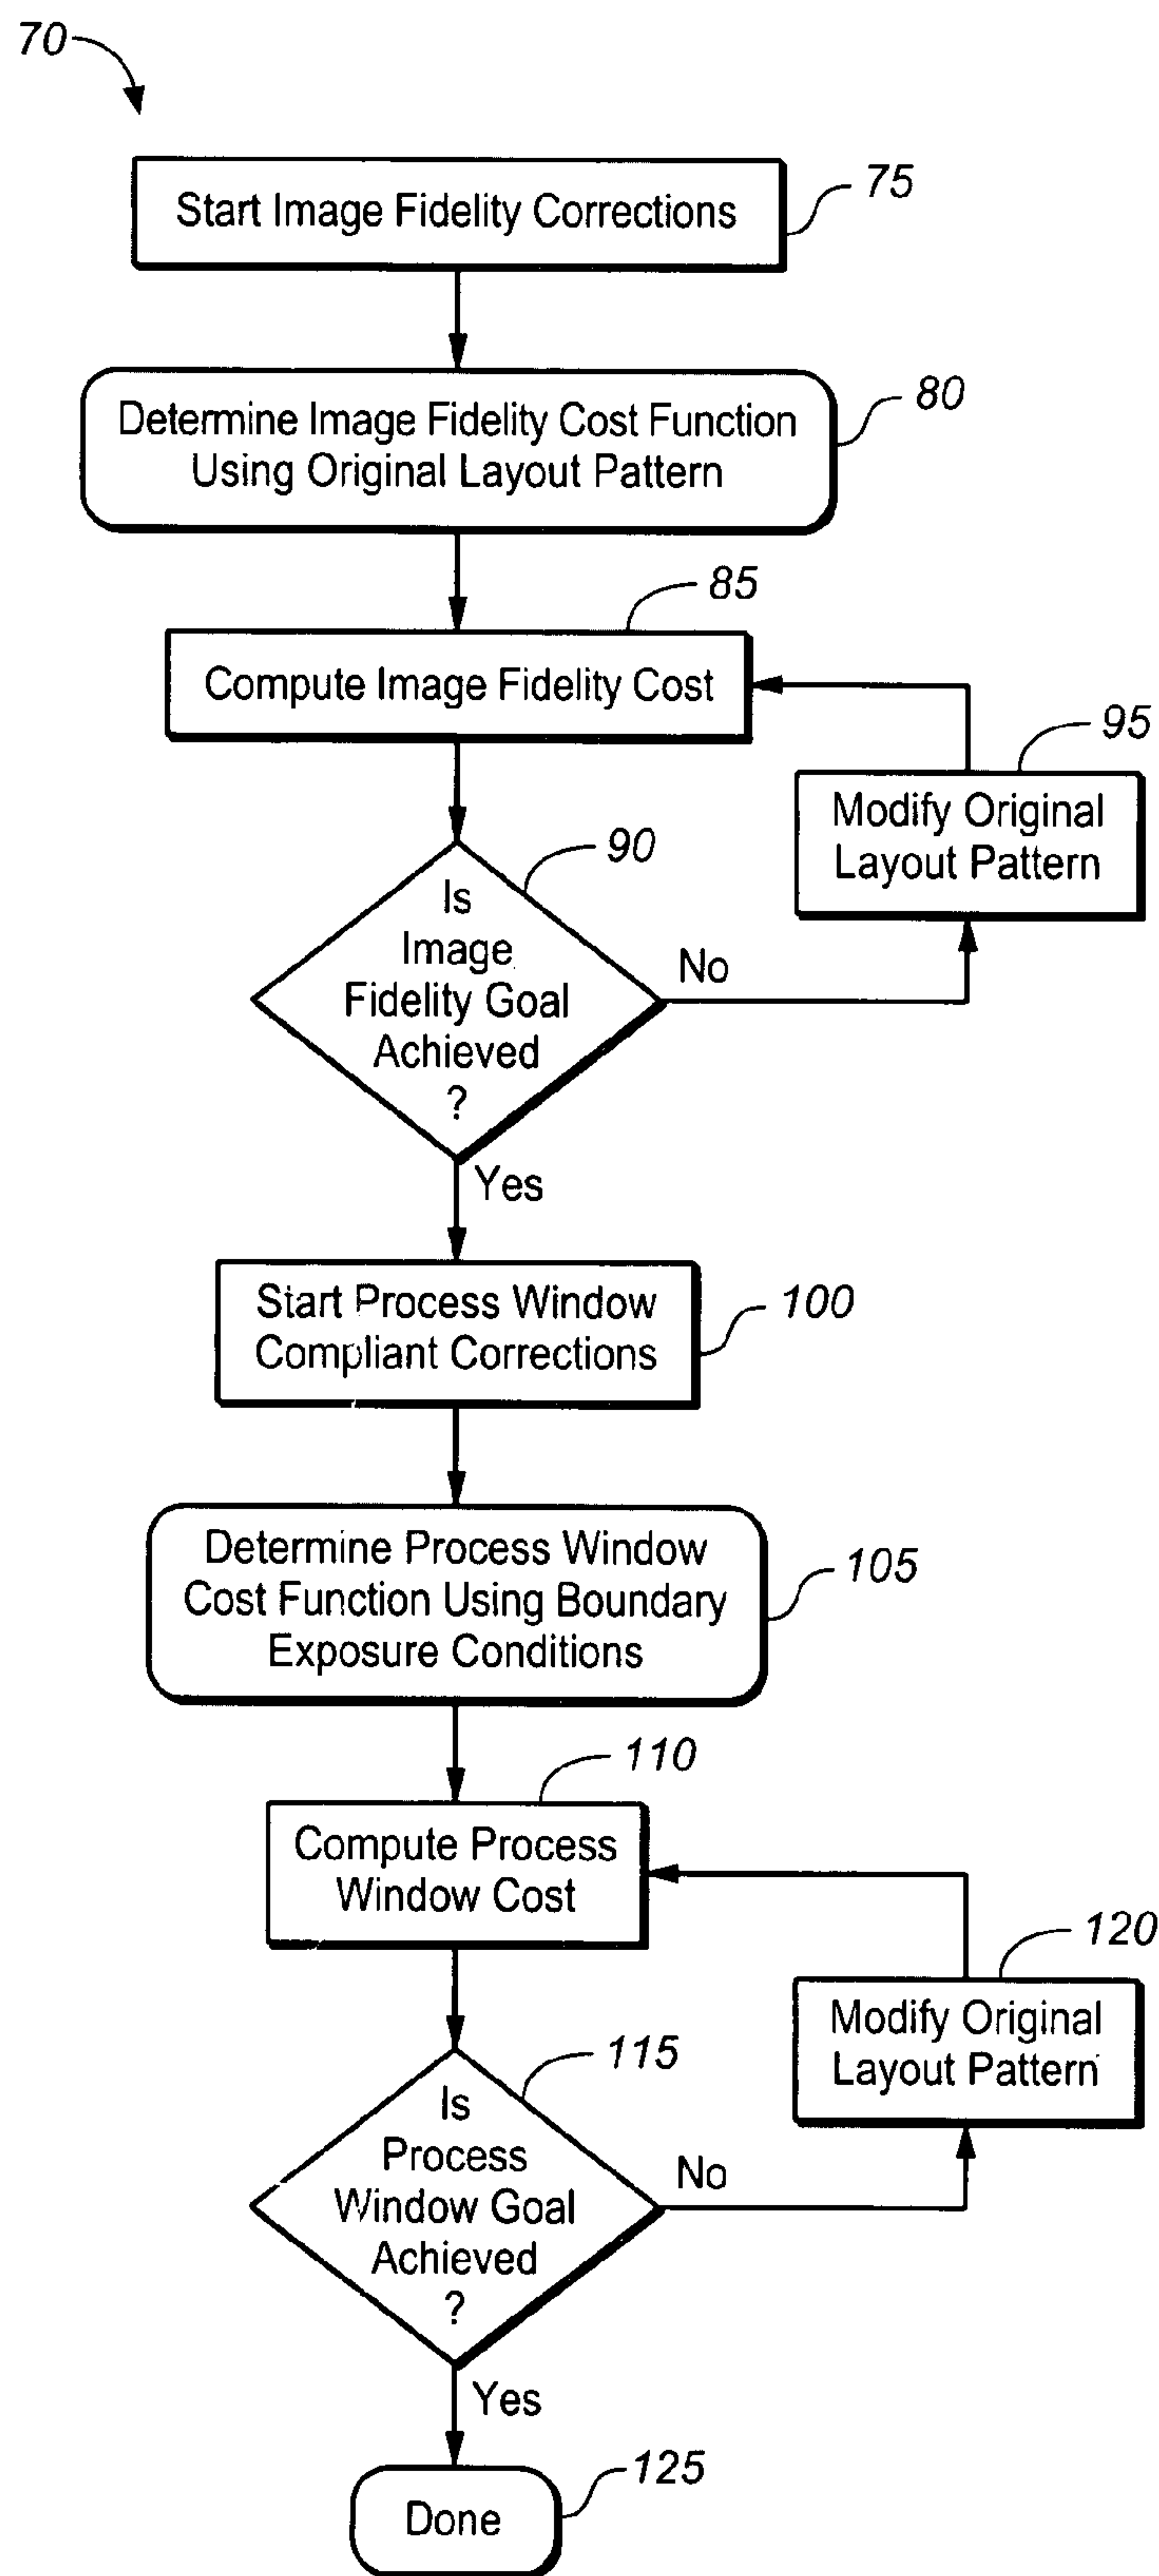 70
Start Image Fidelity Corrections
75
Determine Image Fidelity Cost Function
Using Original Layout Pattern
80
85
Compute Image Fidelity Cost
95
Modify Original
Layout Pattern
90
Is
Image
Fidelity Goal
Achieved
?
No
Yes
Start Process Window
Compliant Corrections
100
Determine Process Window
Cost Function Using Boundary
Exposure Conditions
105
110
Compute Process
Window Cost
120
Modify Original
Layout Pattern
115
Is
Process
Window Goal
Achieved
?
No
Yes
125
Done